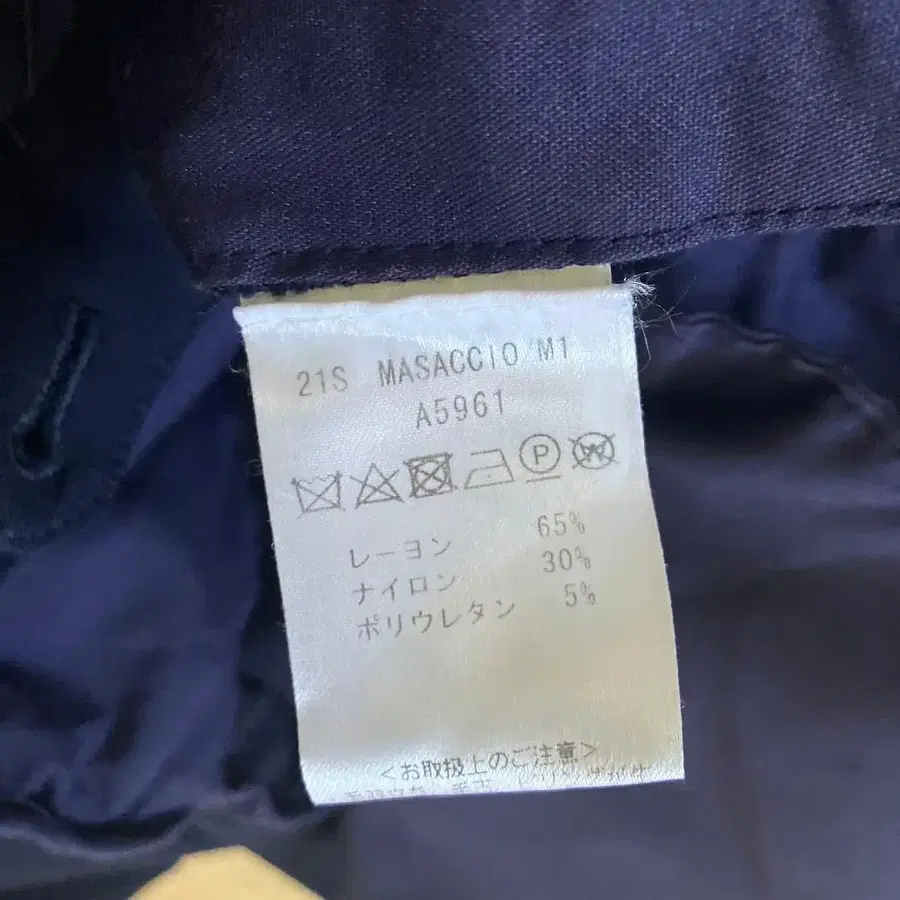 21S MASACCIO/M1
A5961
P W
レーヨン 65%
ナイロン 30%
ポリウレタン 5%
<お取扱上のご注意>